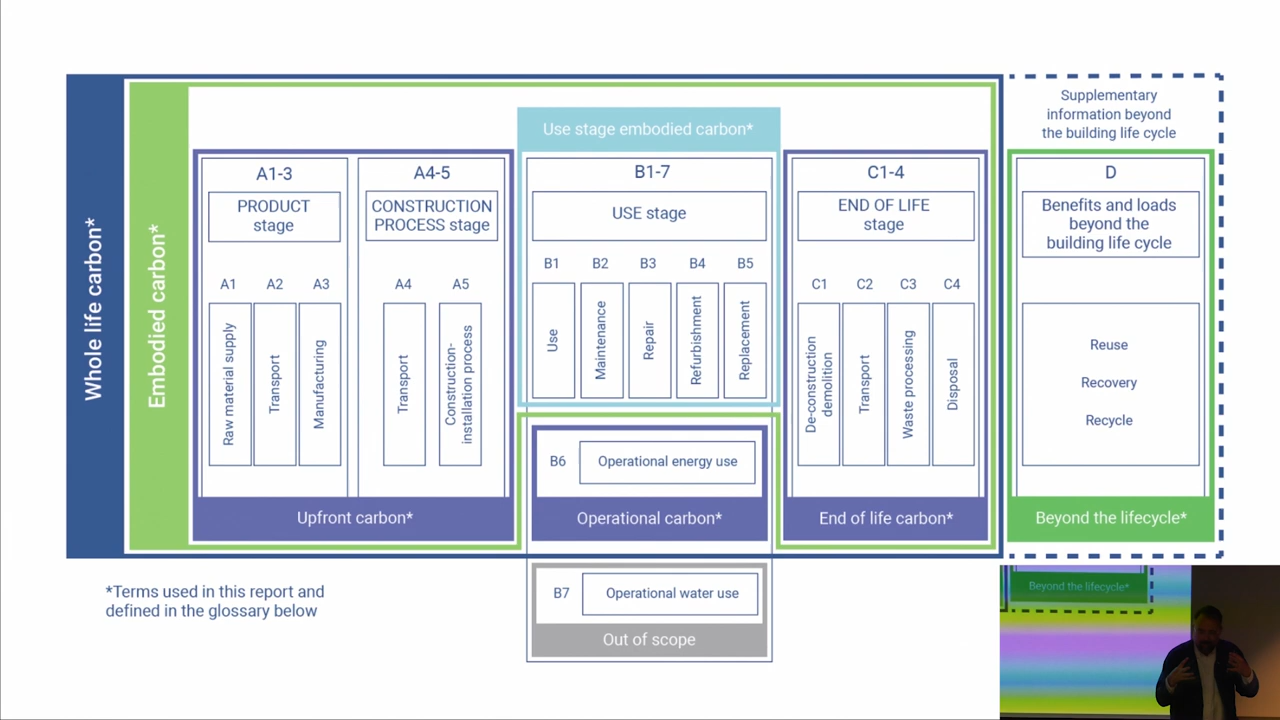 Whole life carbon*
Embodied carbon*
Use stage embodied carbon*
Supplementary
information beyond
the building life cycle
A1-3
PRODUCT
stage
A1
A2
A3
Raw material supply
Transport
Manufacturing
A4-5
CONSTRUCTION
PROCESS stage
A4
A5
Transport
Construction-
installation process
Upfront carbon*
B1-7
USE stage
B1
B2
B3
B4
B5
Use
Maintenance
Repair
Refurbishment
Replacement
B6
Operational energy use
Operational carbon*
B7
Operational water use
Out of scope
C1-4
END OF LIFE
stage
C1
C2
C3
C4
De-construction
demolition
Transport
Waste processing
Disposal
End of life carbon*
D
Benefits and loads
beyond the
building life cycle
Reuse
Recovery
Recycle
Beyond the lifecycle*
*Terms used in this report and
defined in the glossary below
Beyond the lifecycle*